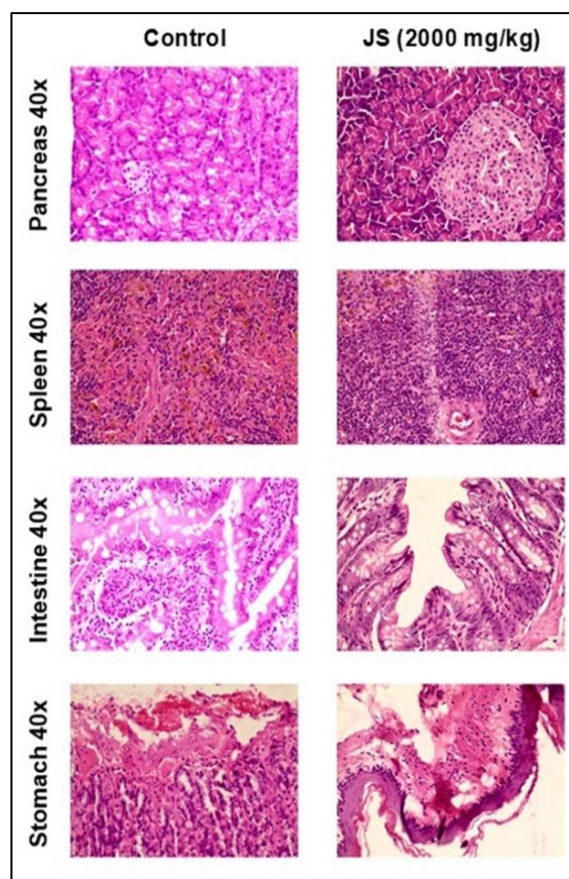 Control JS (2000 mg/kg)
Pancreas 40x
Spleen 40x
Intestine 40x
Stomach 40x